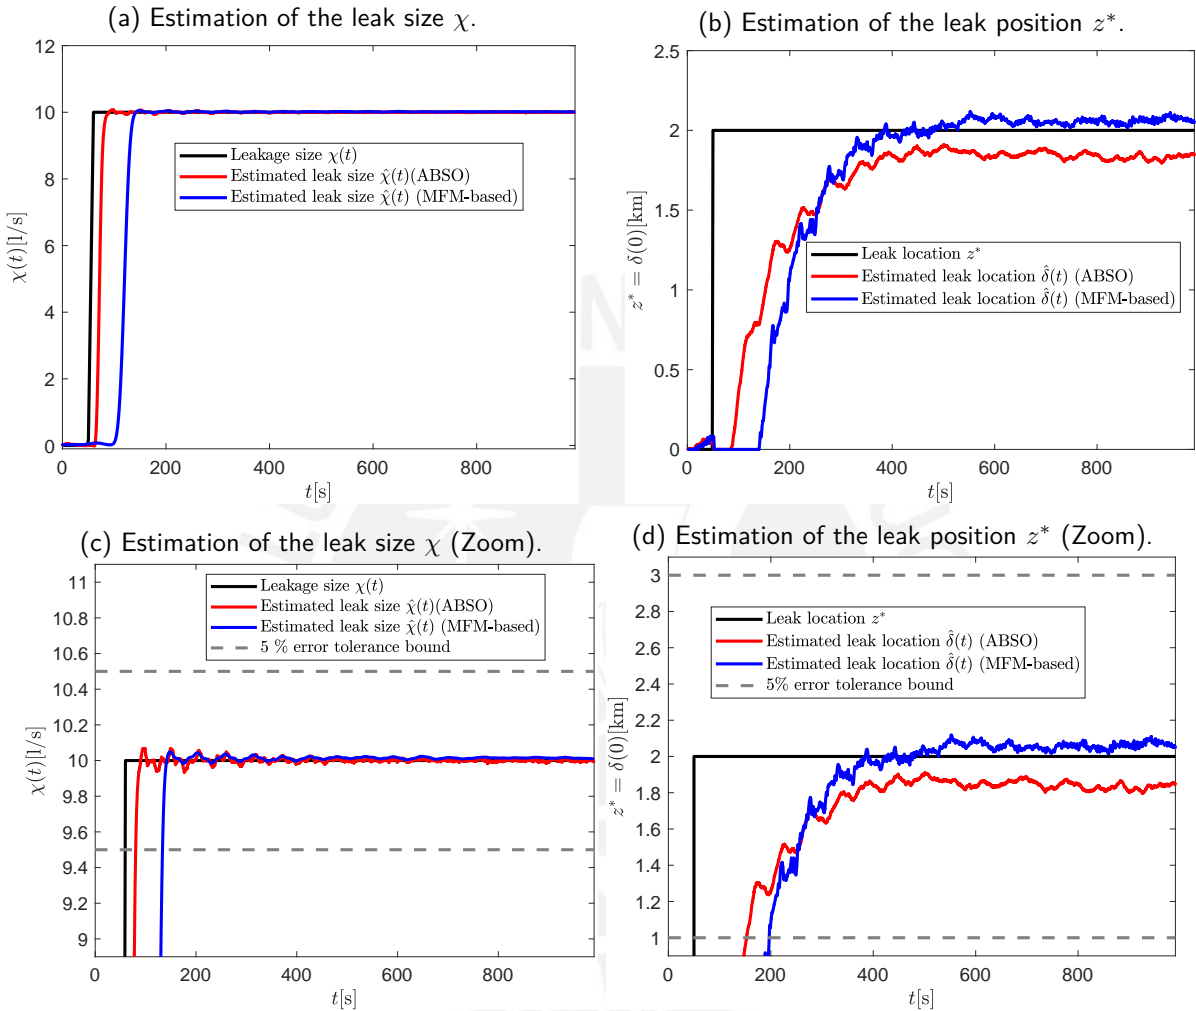 (a) Estimation of the leak size χ.
12
10
8
6
4
2
0
0
200
400
600
800
χ(t)[l/s]
t[s]
Leakage size χ(t)
Estimated leak size χ̂(t)(ABSO)
Estimated leak size χ̂(t) (MFM-based)
(b) Estimation of the leak position z*.
2.5
2
1.5
1
0.5
0
0
200
400
600
800
z* = δ(0)[km]
t[s]
Leak location z*
Estimated leak location δ̂(t) (ABSO)
Estimated leak location δ̂(t) (MFM-based)
(c) Estimation of the leak size χ (Zoom).
11
10.8
10.6
10.4
10.2
10
9.8
9.6
9.4
9.2
9
0
200
400
600
800
χ(t)[l/s]
t[s]
Leakage size χ(t)
Estimated leak size χ̂(t)(ABSO)
Estimated leak size χ̂(t) (MFM-based)
5 % error tolerance bound
(d) Estimation of the leak position z* (Zoom).
3
2.8
2.6
2.4
2.2
2
1.8
1.6
1.4
1.2
1
0
200
400
600
800
z* = δ(0)[km]
t[s]
Leak location z*
Estimated leak location δ̂(t) (ABSO)
Estimated leak location δ̂(t) (MFM-based)
5% error tolerance bound